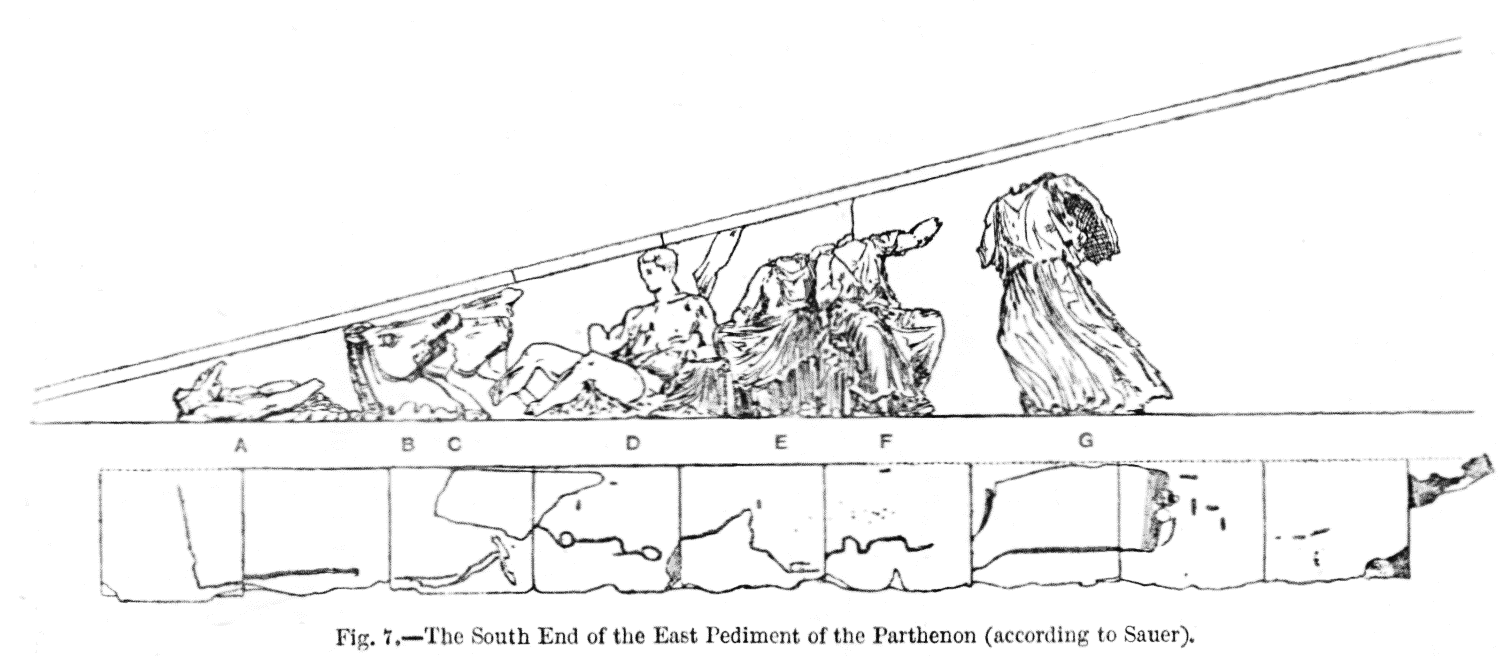 A B C D E F G
Fig. 7.—The South End of the East Pediment of the Parthenon (according to Sauer).